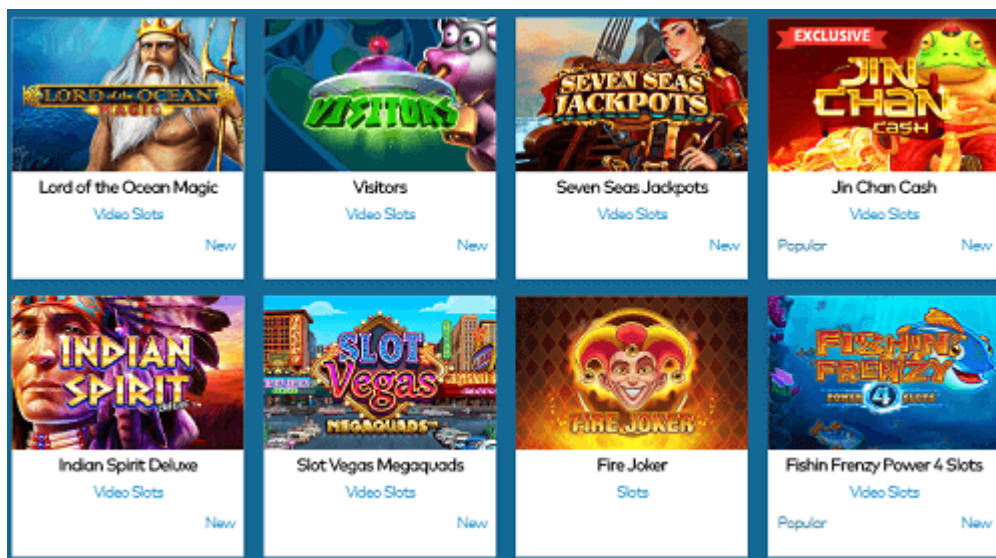 LORD of the OCEAN
MAGIC
VISITORS
SEVEN SEAS
JACKPOTS
EXCLUSIVE
JIN
CHAN
CASH
Lord of the Ocean Magic
Visitors
Seven Seas Jackpots
Jin Chan Cash
Video Slots
Video Slots
Video Slots
Video Slots
New
New
New
Popular
New
INDIAN
SPIRIT
DELUXE™
SLOT
Vegas
MEGAQUADS™
FIRE JOKER
FISHIN'
FRENZY
POWER 4 SLOTS
Indian Spirit Deluxe
Slot Vegas Megaquads
Fire Joker
Fishin Frenzy Power 4 Slots
Video Slots
Video Slots
Slots
Video Slots
New
New
Popular
New